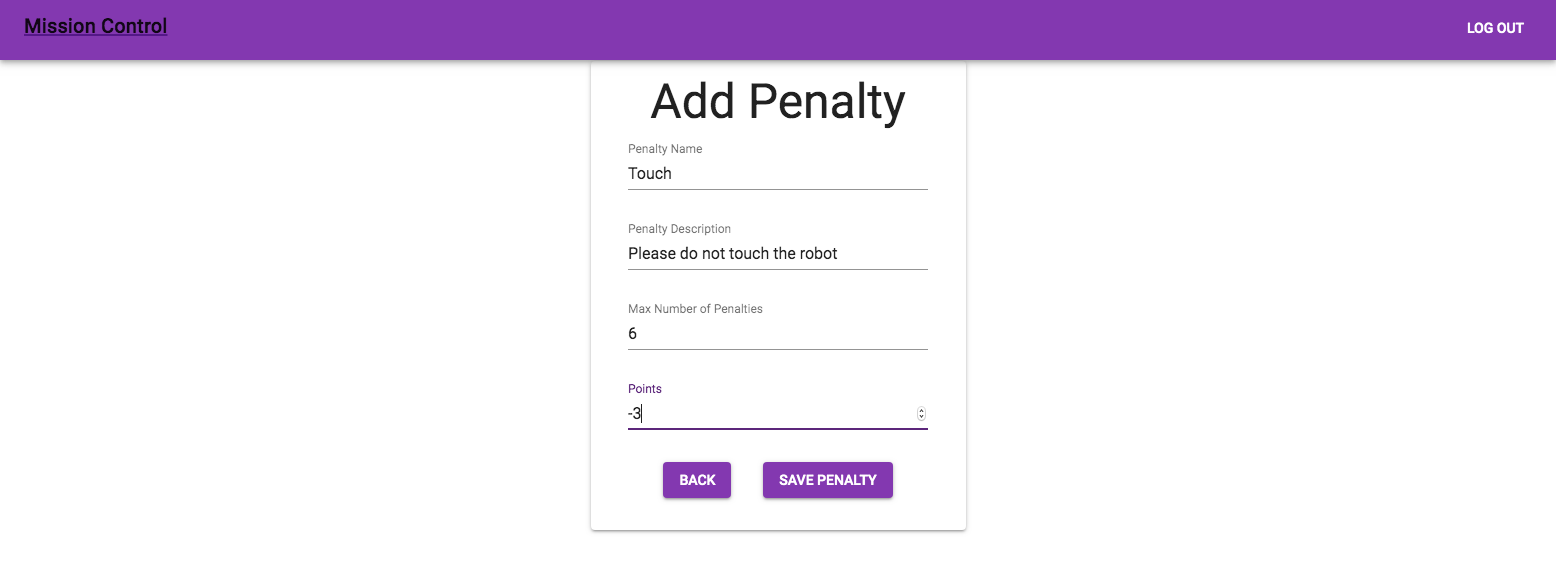 Mission Control
LOG OUT
Add Penalty
Penalty Name
Touch
Penalty Description
Please do not touch the robot
Max Number of Penalties
6
Points
-3
BACK
SAVE PENALTY